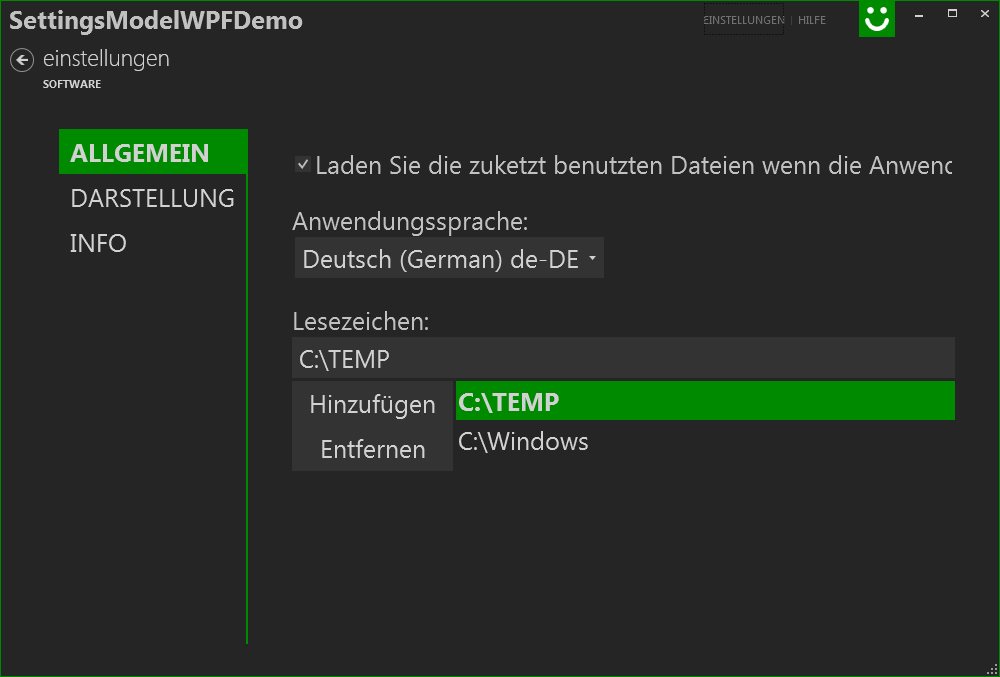 SettingsModelWPFDemo
EINSTELLUNGEN | HILFE
einstellungen
SOFTWARE
ALLGEMEIN
DARSTELLUNG
INFO
Laden Sie die zuketzt benutzten Dateien wenn die Anwenc
Anwendungssprache:
Deutsch (German) de-DE
Lesezeichen:
C:\TEMP
Hinzufügen
Entfernen
C:\TEMP
C:\Windows